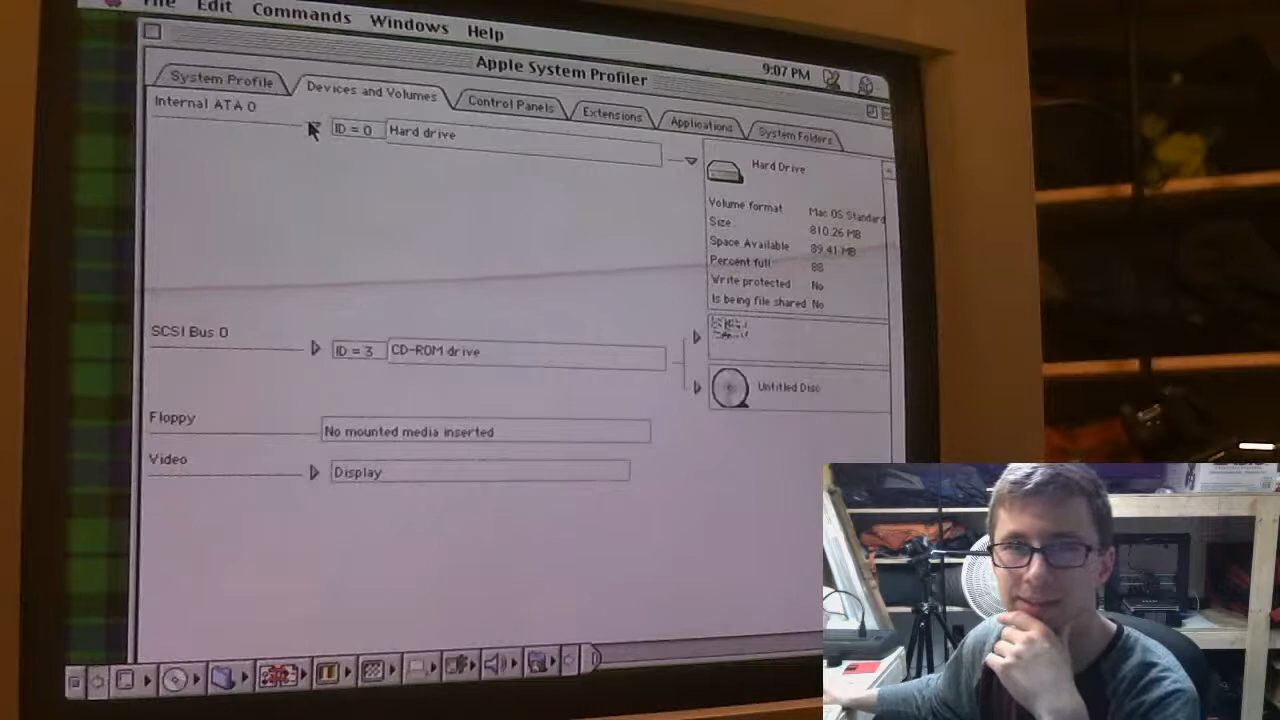 File Edit Commands Windows Help
9:07 PM
Apple System Profiler
System Profile Devices and Volumes Control Panels Extensions Applications System Folders
Internal ATA 0
ID = 0 Hard drive
Hard Drive
Volume format Mac OS Standard
Size 810.26 MB
Space Available 89.41 MB
Percent full 88
Write protected No
Is being file shared No
SCSI Bus 0
ID = 3 CD-ROM drive
Untitled Disc
Floppy
No mounted media inserted
Video
Display